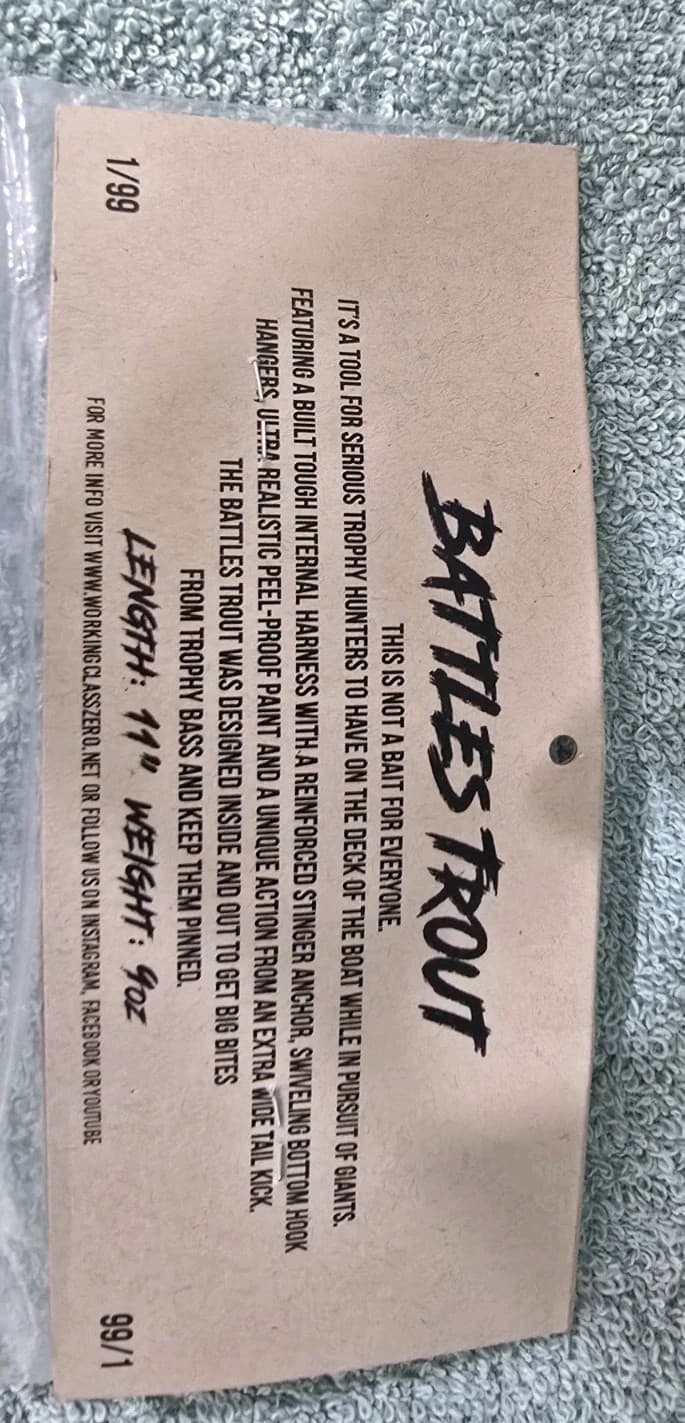 BATTLES TROUT
THIS IS NOT A BAIT FOR EVERYONE.
IT'S A TOOL FOR SERIOUS TROPHY HUNTERS TO HAVE ON THE DECK OF THE BOAT WHILE IN PURSUIT OF GIANTS.
FEATURING A BUILT TOUGH INTERNAL HARNESS WITH A REINFORCED STINGER ANCHOR, SWIVELING BOTTOM HOOK
HANGERS, ULTRA REALISTIC PEEL-PROOF PAINT AND A UNIQUE ACTION FROM AN EXTRA WIDE TAIL KICK.
THE BATTLES TROUT WAS DESIGNED INSIDE AND OUT TO GET BIG BITES
FROM TROPHY BASS AND KEEP THEM PINNED.
LENGTH: 11" WEIGHT: 9OZ
1/99 FOR MORE INFO VISIT WWW.WORKINGCLASSZERO.NET OR FOLLOW US ON INSTAGRAM, FACEBOOK OR YOUTUBE 99/1